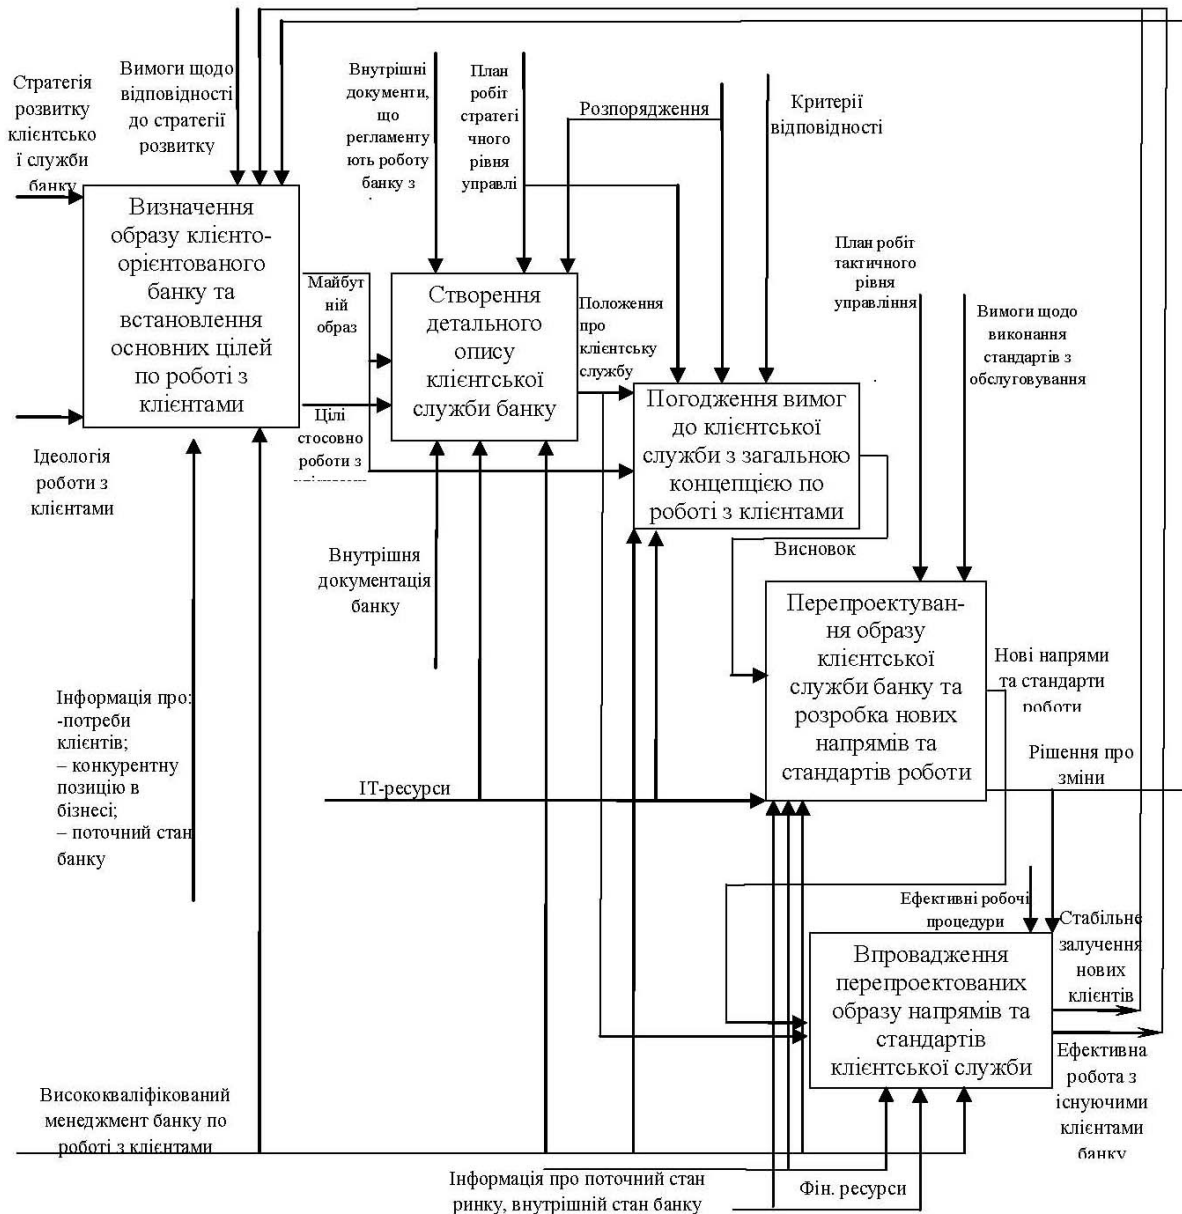 Стратегія
розвитку
клієнтсько
ї служби
банку
Вимоги щодо
відповідності
до стратегії
розвитку
Внутрішні
документи,
що
регламенту
ють роботу
банку з
План
робіт
стратегі
чного
рівня
управлі
Розпорядження
Критерії
відповідності
Визначення
образу клієнто-
орієнтованого
банку та
встановлення
основних цілей
по роботі з
клієнтами
Майбут
ній
образ
Створення
детального
опису
клієнтської
служби банку
Положення
про
клієнтську
службу
План робіт
тактичного
рівня
управління
Вимоги щодо
виконання
стандартів з
обслуговування
Цілі
стосовно
роботи з
Погодження вимог
до клієнтської
служби з загальною
концепцією по
роботі з клієнтами
Ідеологія
роботи з
клієнтами
Внутрішня
документація
банку
Висновок
Перепроектуван-
ня образу
клієнтської
служби банку та
розробка нових
напрямів та
стандартів роботи
Нові напрями
та стандарти
роботи
Інформація про:
-потреби
клієнтів;
– конкурентну
позицію в
бізнесі;
– поточний стан
банку
ІТ-ресурси
Рішення про
зміни
Ефективні робочі
процедури
Стабільне
залучення
нових
клієнтів
Впровадження
перепроектованих
образу напрямів та
стандартів
клієнтської служби
Ефективна
робота з
існуючими
клієнтами
банку
Висококваліфікований
менеджмент банку по
роботі з клієнтами
Інформація про поточний стан
ринку, внутрішній стан банку
Фін. ресурси